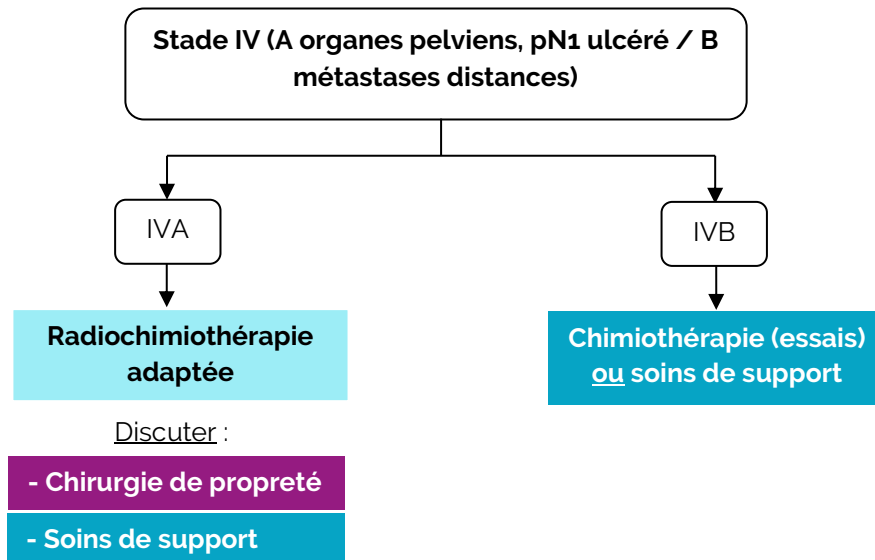 Stade IV (A organes pelviens, pN1 ulcéré / B
métastases distances)
IVA
IVB
Radiochimiothérapie
adaptée
Chimiothérapie (essais)
ou soins de support
Discuter :
- Chirurgie de propreté
- Soins de support